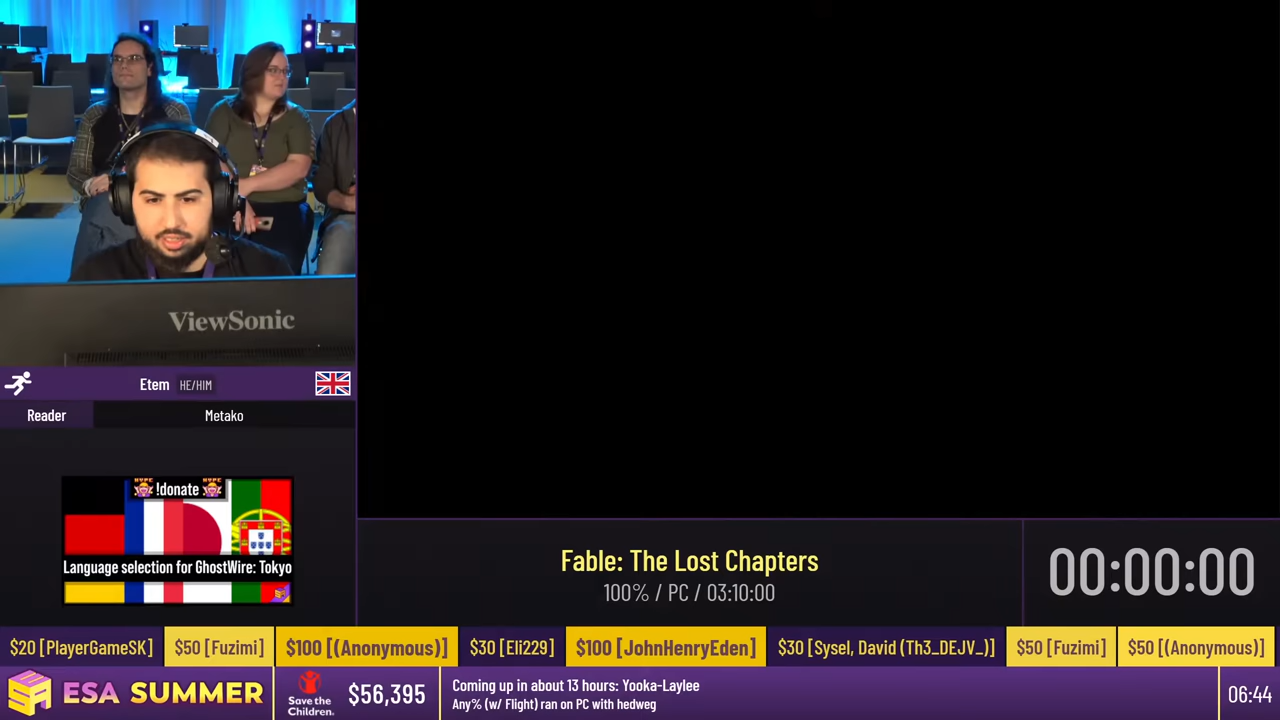 ViewSonic
Etem HE/HIM
Reader Metako
!donate
Language selection for GhostWire: Tokyo
Fable: The Lost Chapters
100% / PC / 03:10:00
00:00:00
$20 [PlayerGameSK] $50 [Fuzimi] $100 [(Anonymous)] $30 [Eli229] $100 [JohnHenryEden] $30 [Sysel, David (Th3_DEJV_)] $50 [Fuzimi] $50 [(Anonymous)]
ESA SUMMER
Save the
Children.
$56,395
Coming up in about 13 hours: Yooka-Laylee
Any% (w/ Flight) ran on PC with hedweg
06:44